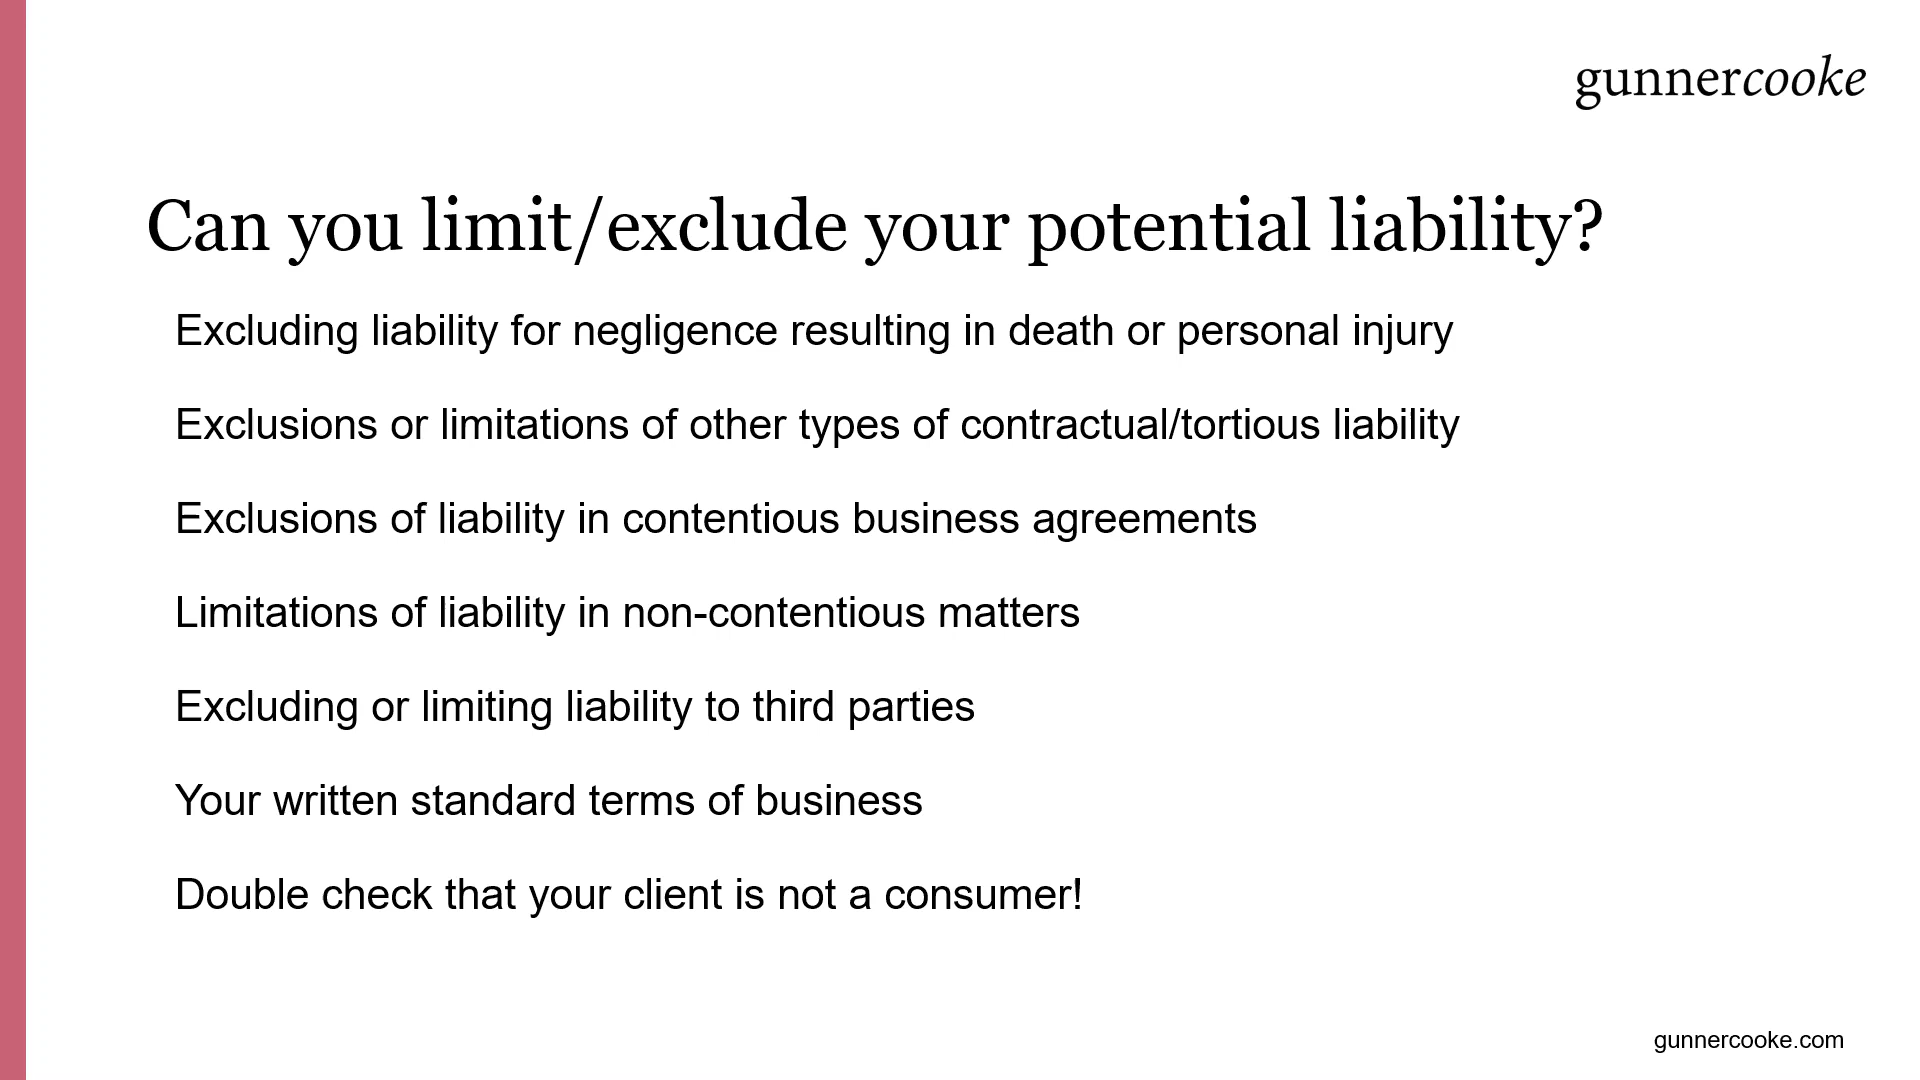 gunnercooke
Can you limit/exclude your potential liability?
Excluding liability for negligence resulting in death or personal injury
Exclusions or limitations of other types of contractual/tortious liability
Exclusions of liability in contentious business agreements
Limitations of liability in non-contentious matters
Excluding or limiting liability to third parties
Your written standard terms of business
Double check that your client is not a consumer!
gunnercooke.com